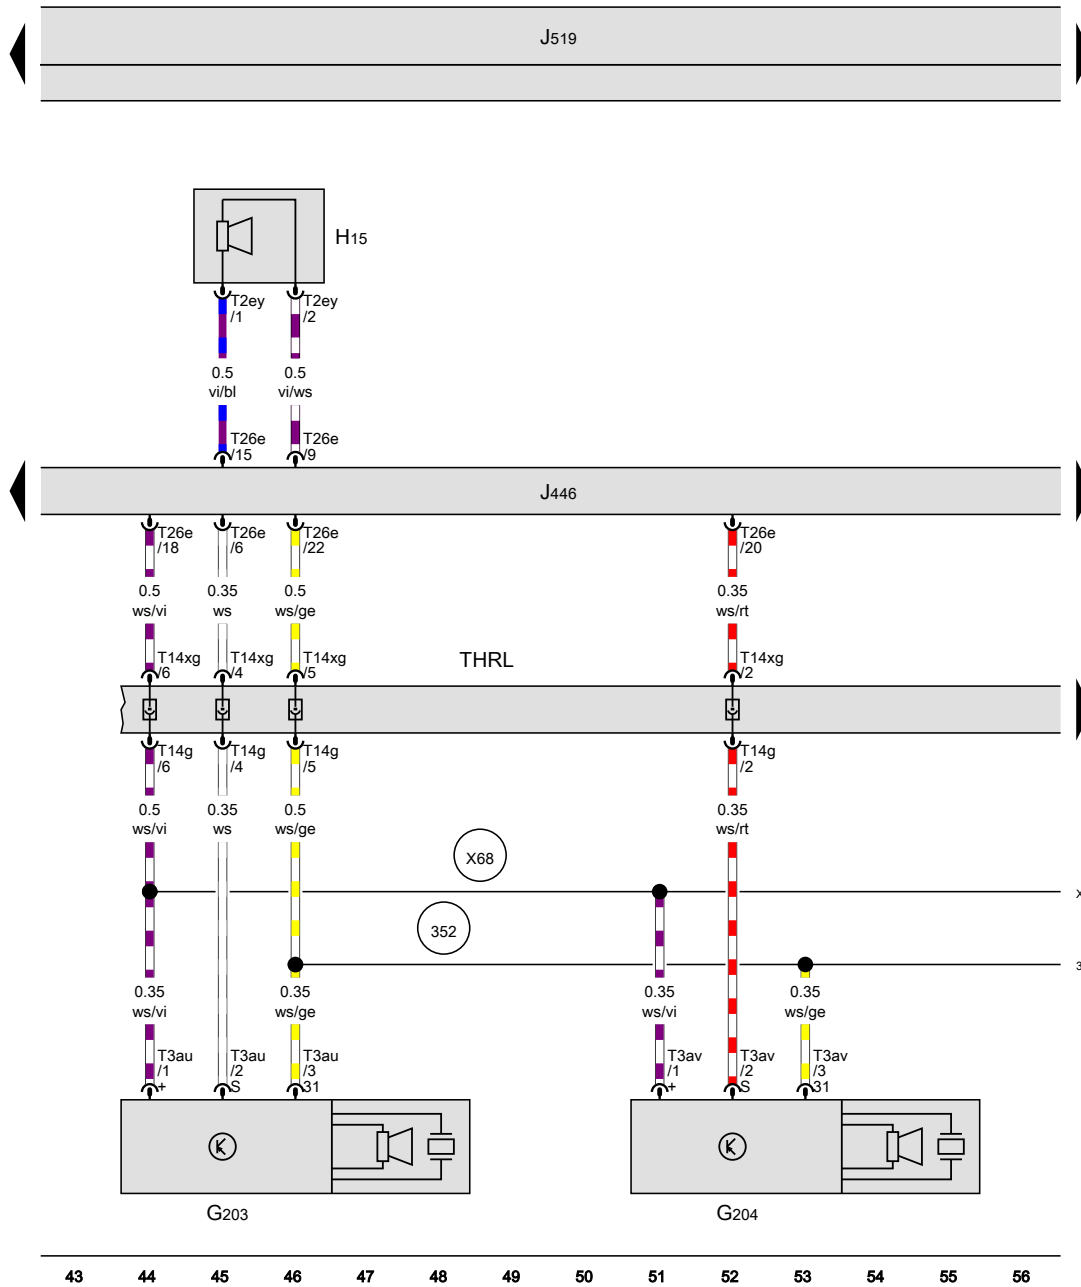 J519
H15
T2ey T2ey
/1 /2
0.5 0.5
vi/bl vi/ws
T26e T26e
/15 /9
J446
T26e T26e T26e T26e
/18 /6 /22 /20
0.5 0.35 0.5 0.35
ws/vi ws ws/ge ws/rt
T14xg T14xg T14xg THRL T14xg
/6 /4 /5 /2
T14g T14g T14g T14g
/6 /4 /5 /2
0.5 0.35 0.5 0.35
ws/vi ws ws/ge ws/rt
X68
X
352
3
0.35 0.35 0.35 0.35
ws/vi ws/ge ws/vi ws/ge
T3au T3au T3au T3av T3av T3av
/1 /2 /3 /1 /2 /3
+ S 31 + S 31
G203 G204
43 44 45 46 47 48 49 50 51 52 53 54 55 56